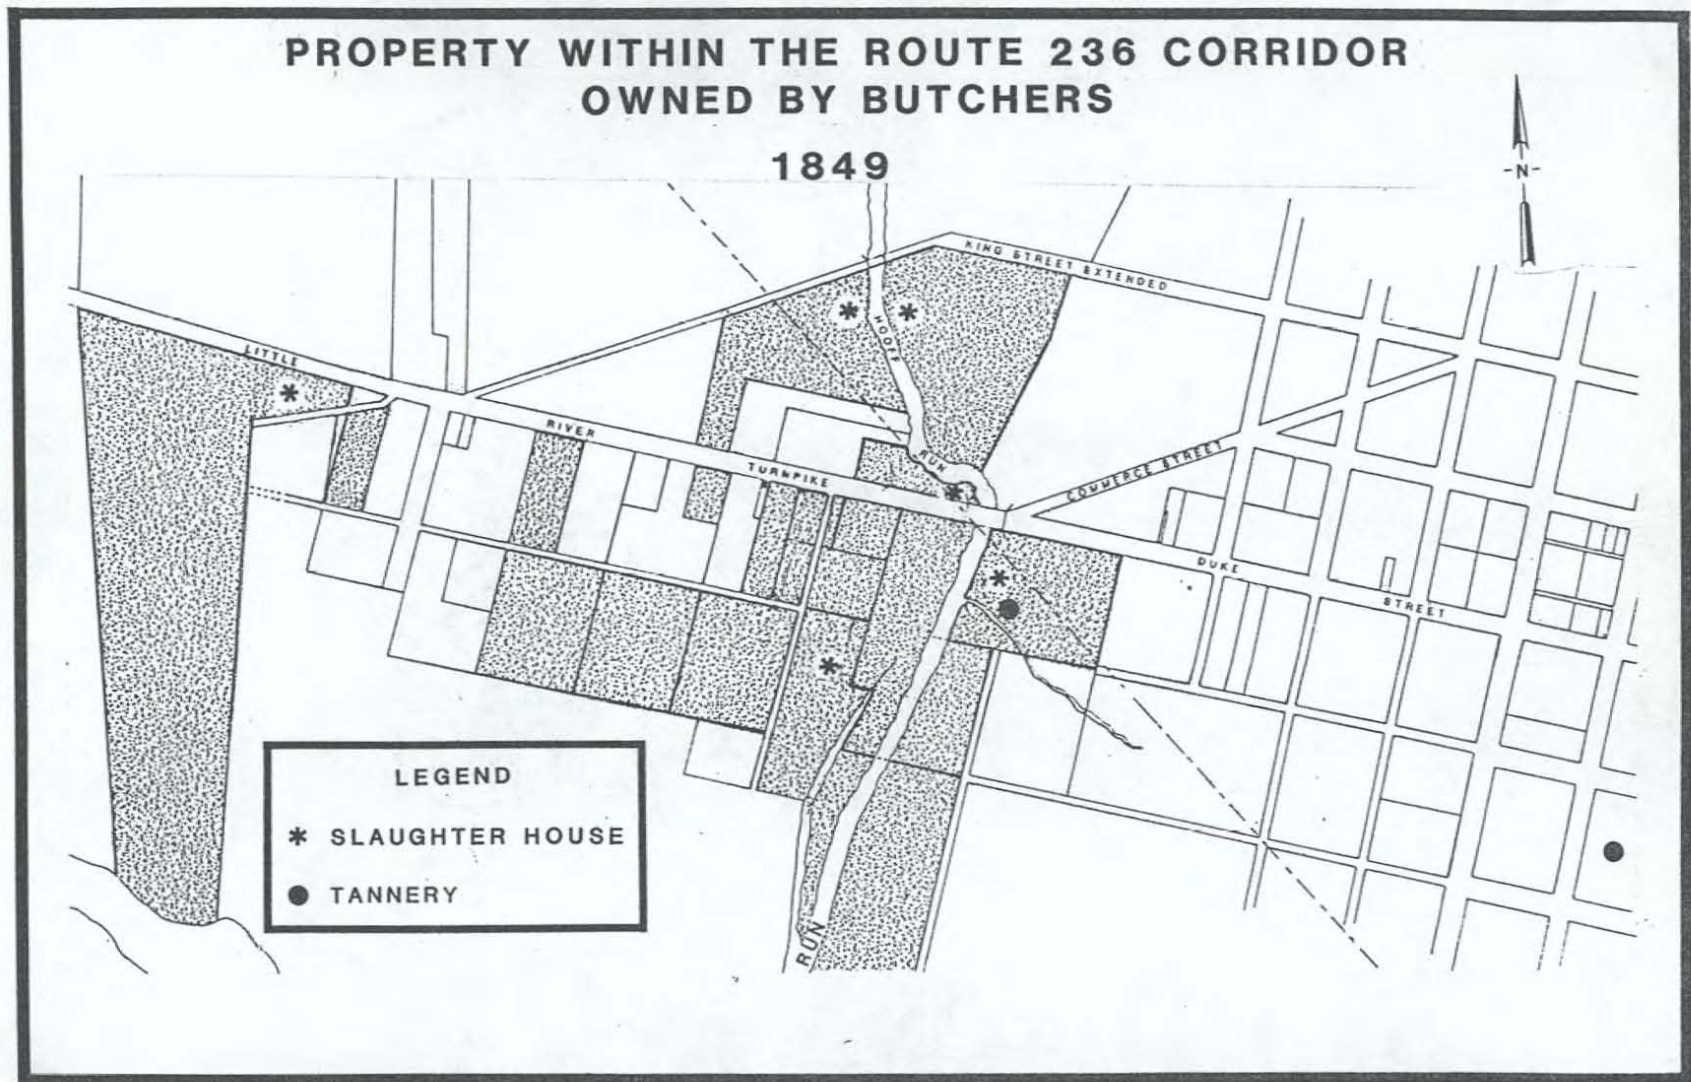 PROPERTY WITHIN THE ROUTE 236 CORRIDOR
OWNED BY BUTCHERS
1849
-N-
KING STREET EXTENDED
HOOFF
RUN
LITTLE
RIVER
TURNPIKE
COMMERCE STREET
DUKE
STREET
RUN
LEGEND
* SLAUGHTER HOUSE
● TANNERY